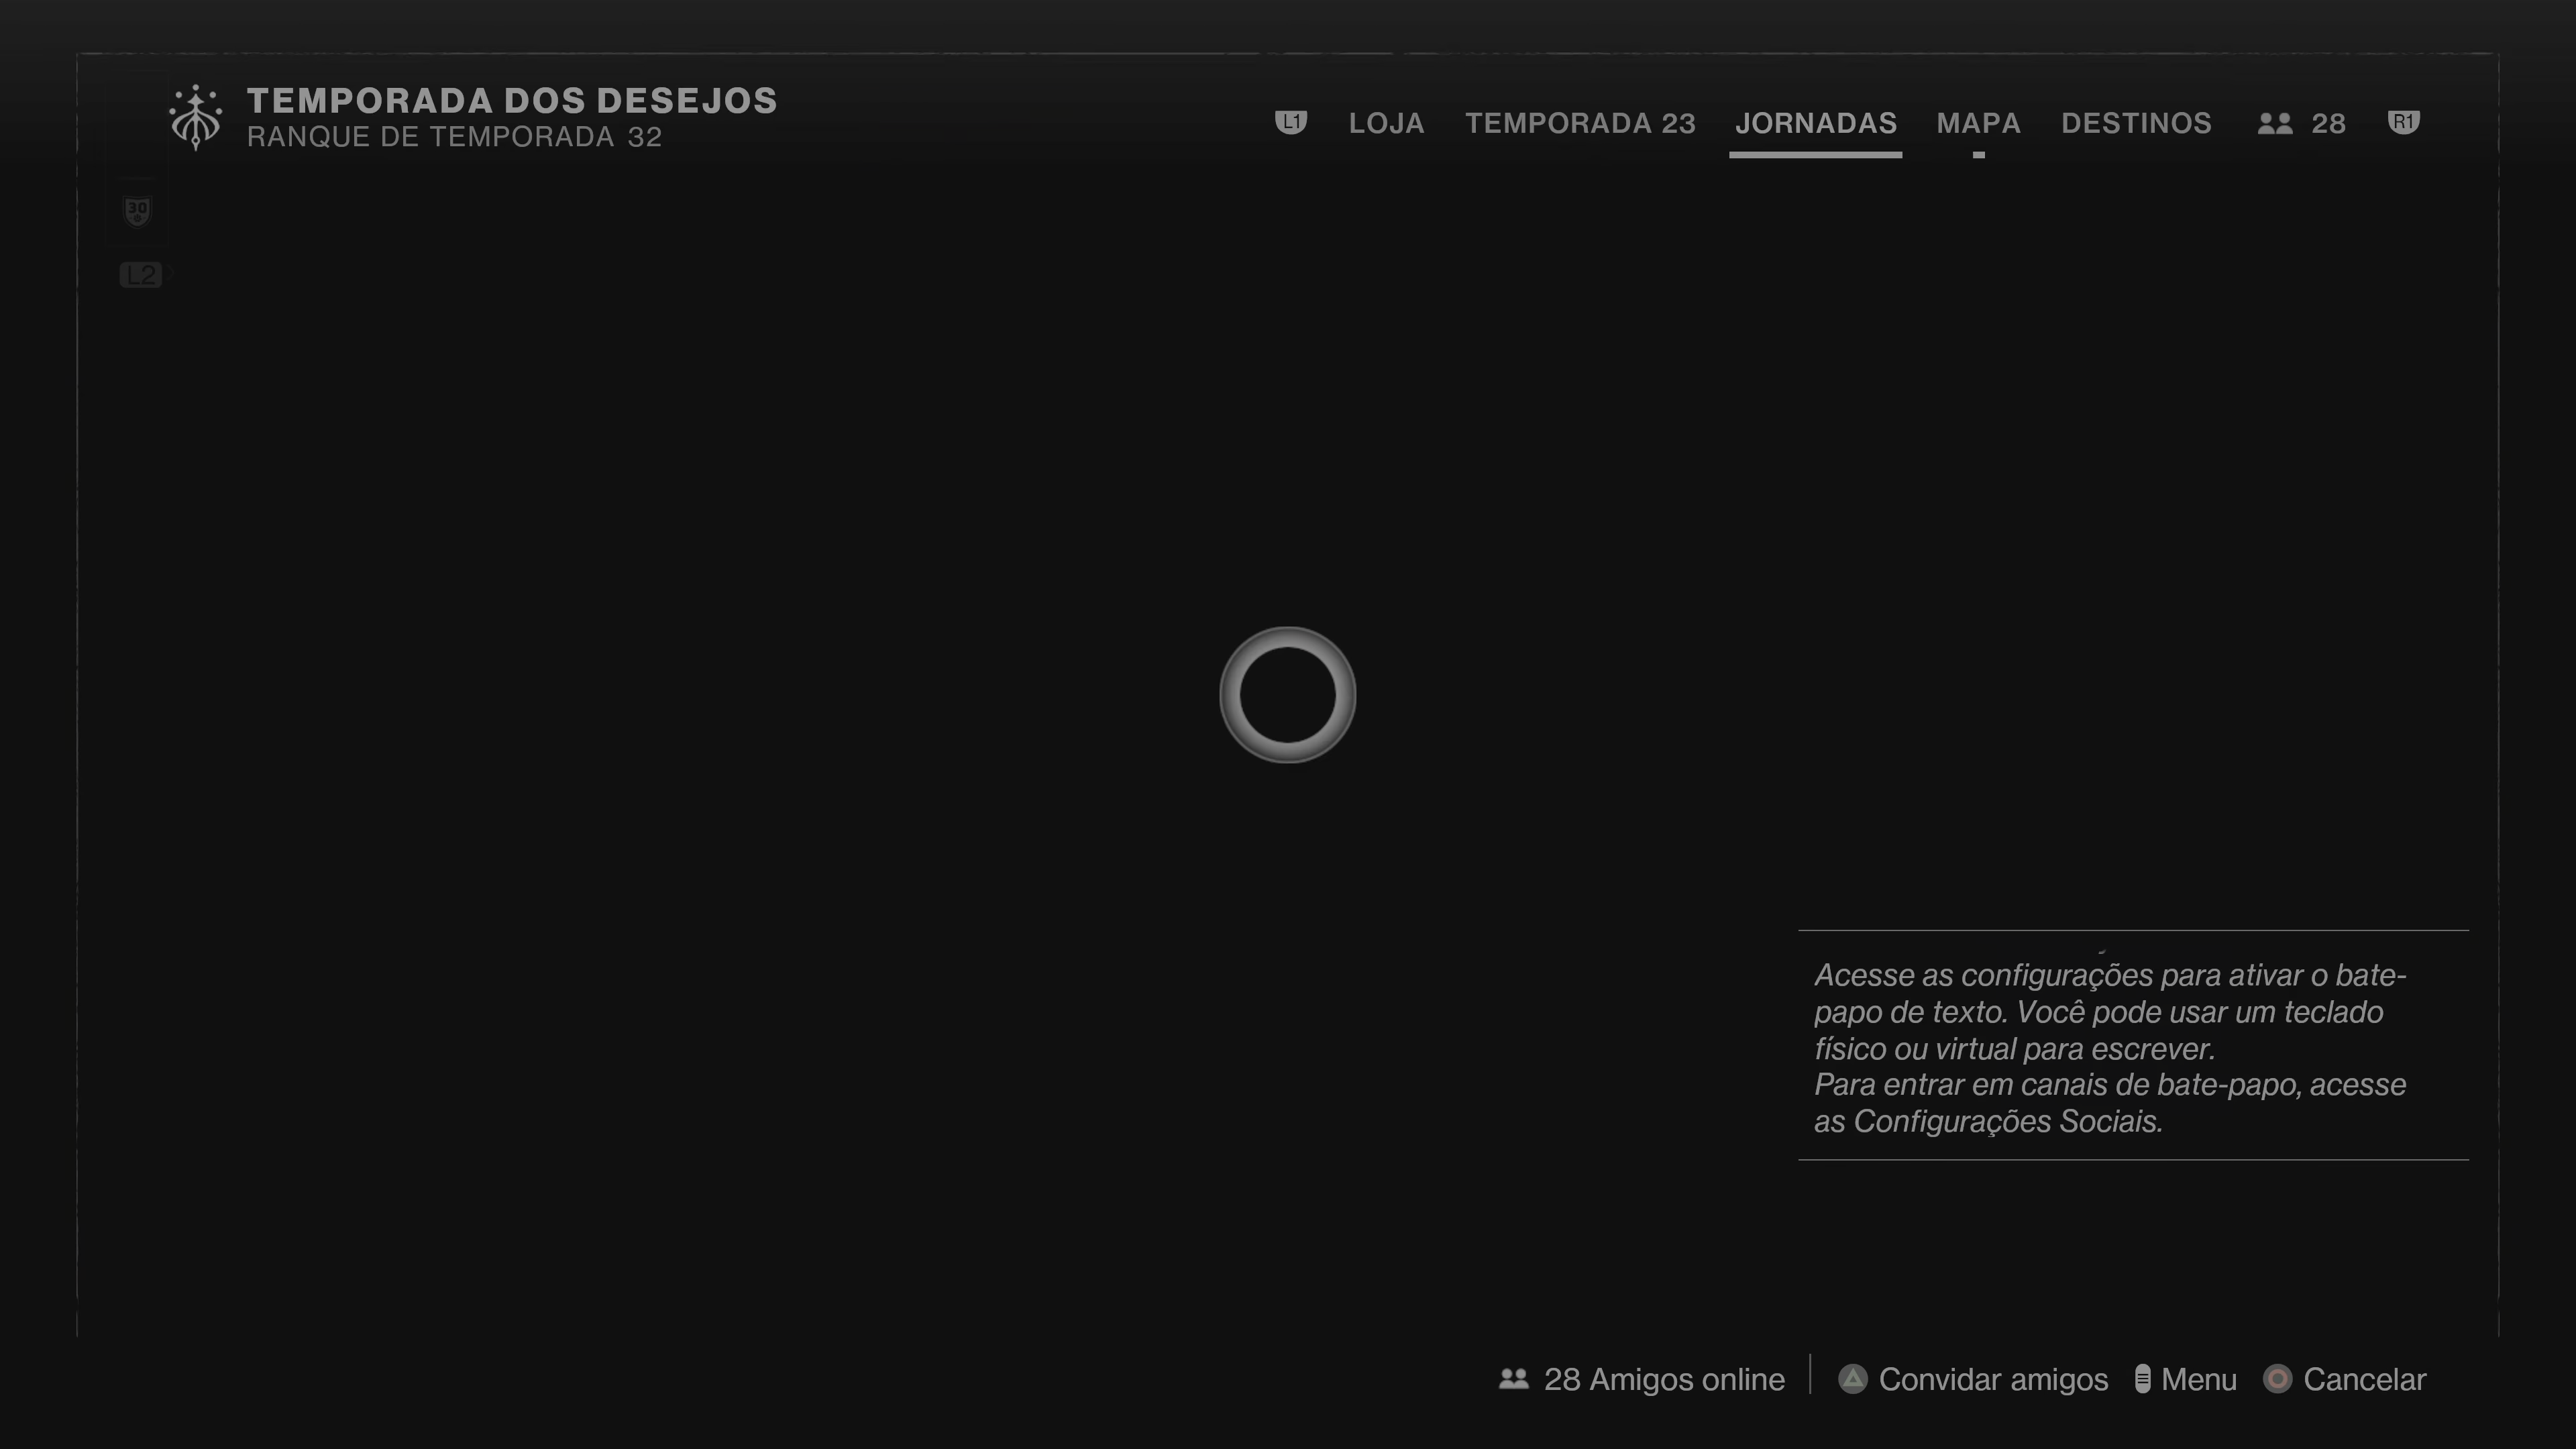 TEMPORADA DOS DESEJOS
RANQUE DE TEMPORADA 32
L1 LOJA TEMPORADA 23 JORNADAS MAPA DESTINOS 28 R1
30
L2
Acesse as configurações para ativar o bate-
papo de texto. Você pode usar um teclado
físico ou virtual para escrever.
Para entrar em canais de bate-papo, acesse
as Configurações Sociais.
28 Amigos online Convidar amigos Menu Cancelar